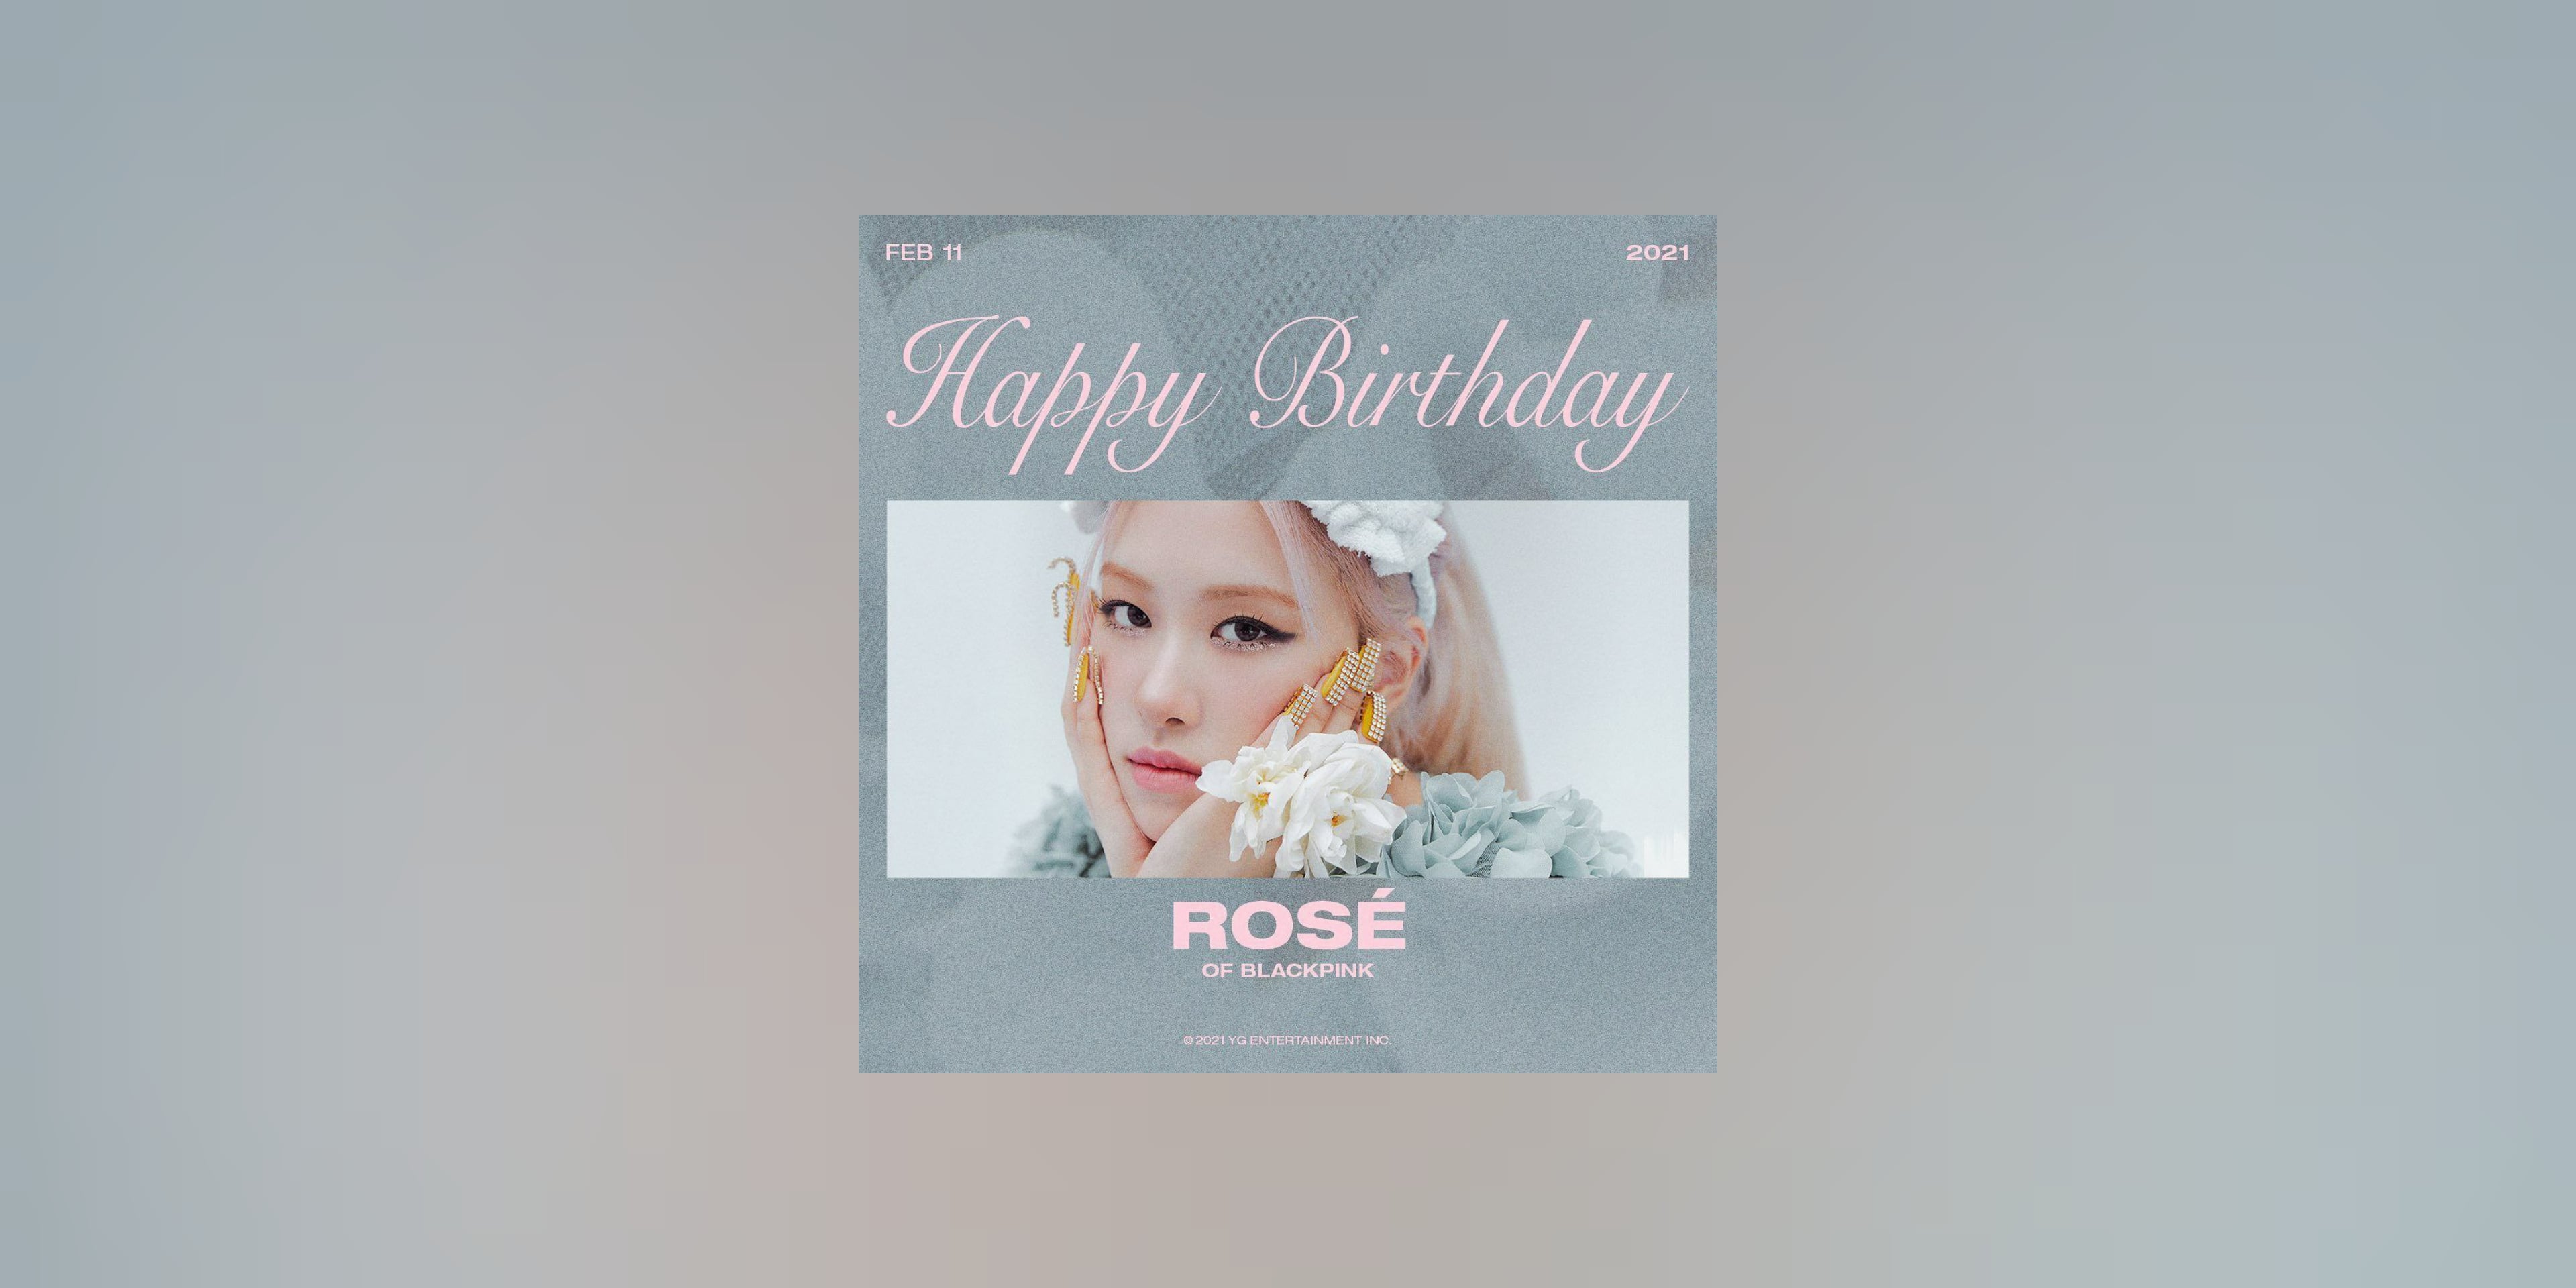 FEB 11
2021
Happy Birthday
ROSÉ
OF BLACKPINK
© 2021 YG ENTERTAINMENT INC.